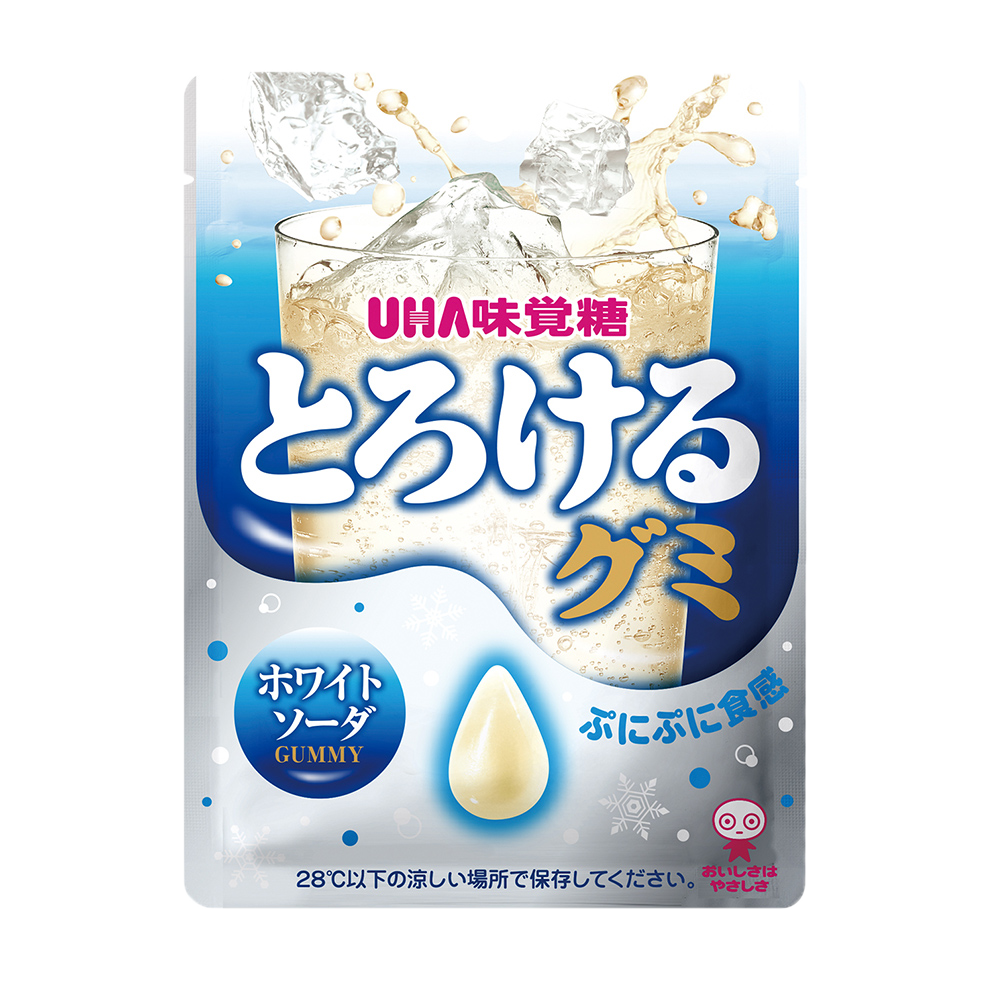 UHA味覚糖
とろける
グミ
ホワイト
ソーダ
GUMMY
ぷにぷに食感
おいしさは
やさしさ
28℃以下の涼しい場所で保存してください。